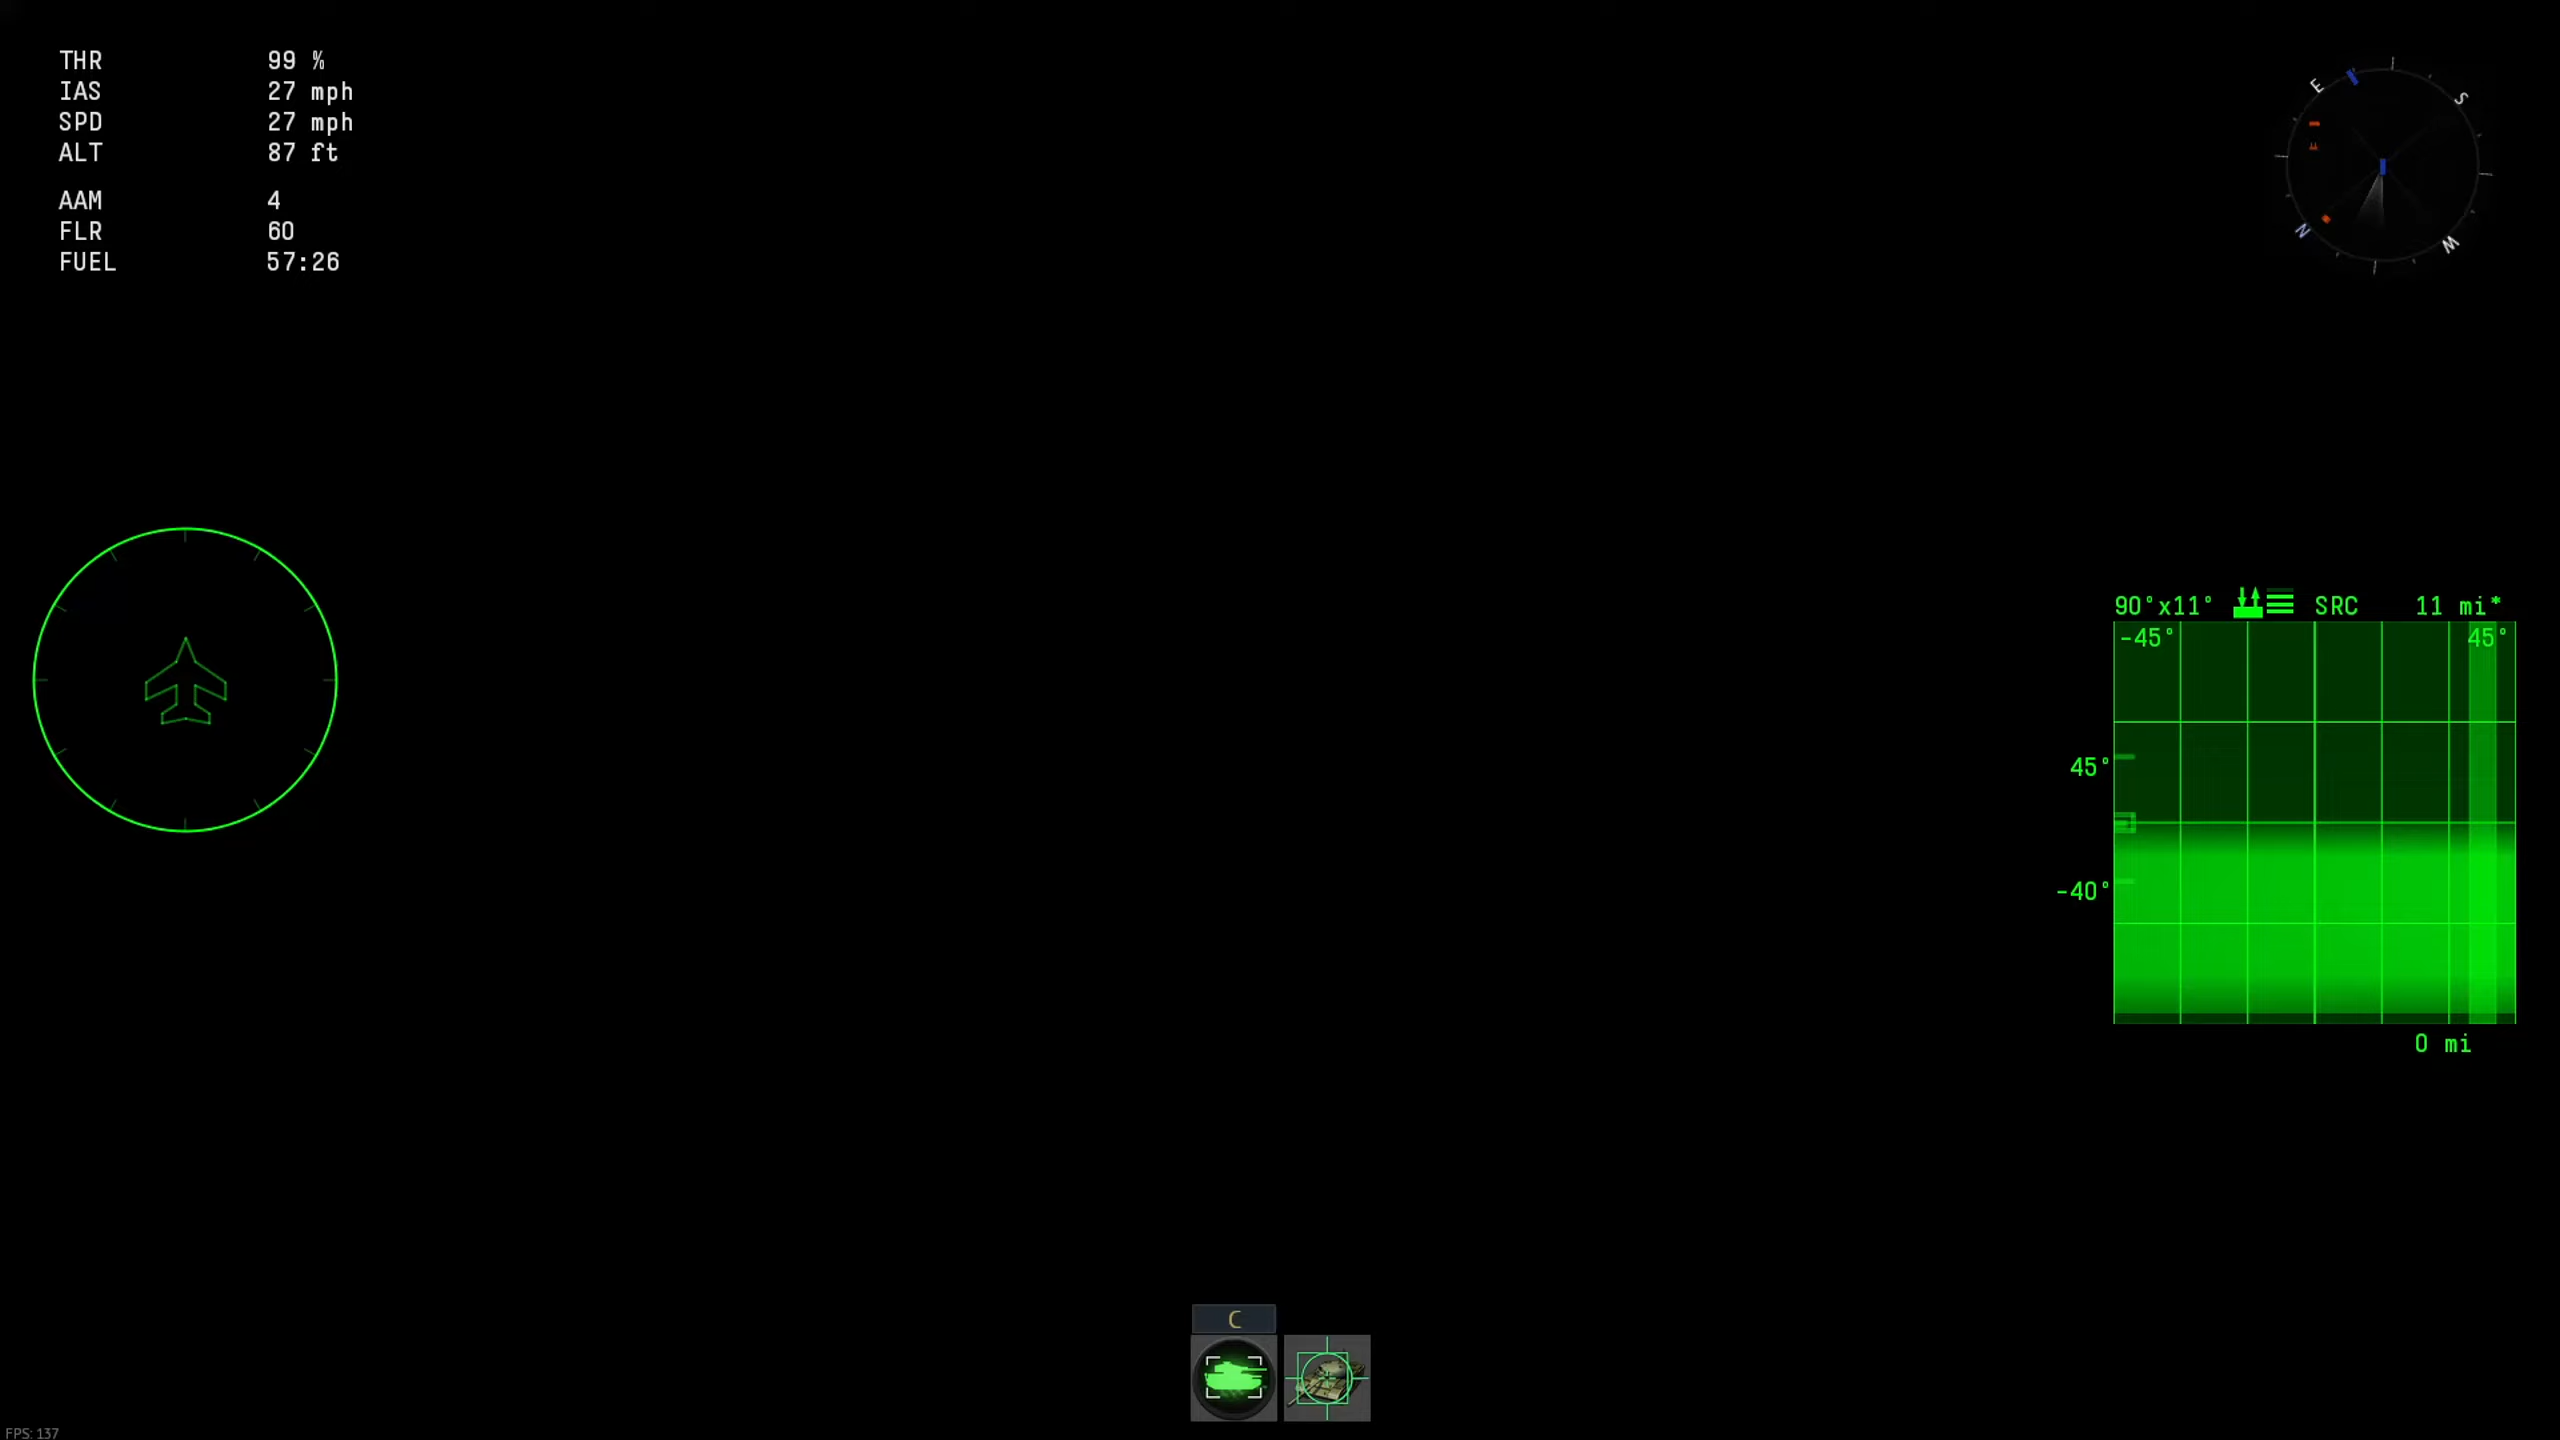 THR 99 %
IAS 27 mph
SPD 27 mph
ALT 87 ft
AAM 4
FLR 60
FUEL 57:26
E
S
N
W
90°x11° SRC 11 mi*
-45° 45°
45°
-40°
0 mi
C
FPS: 137